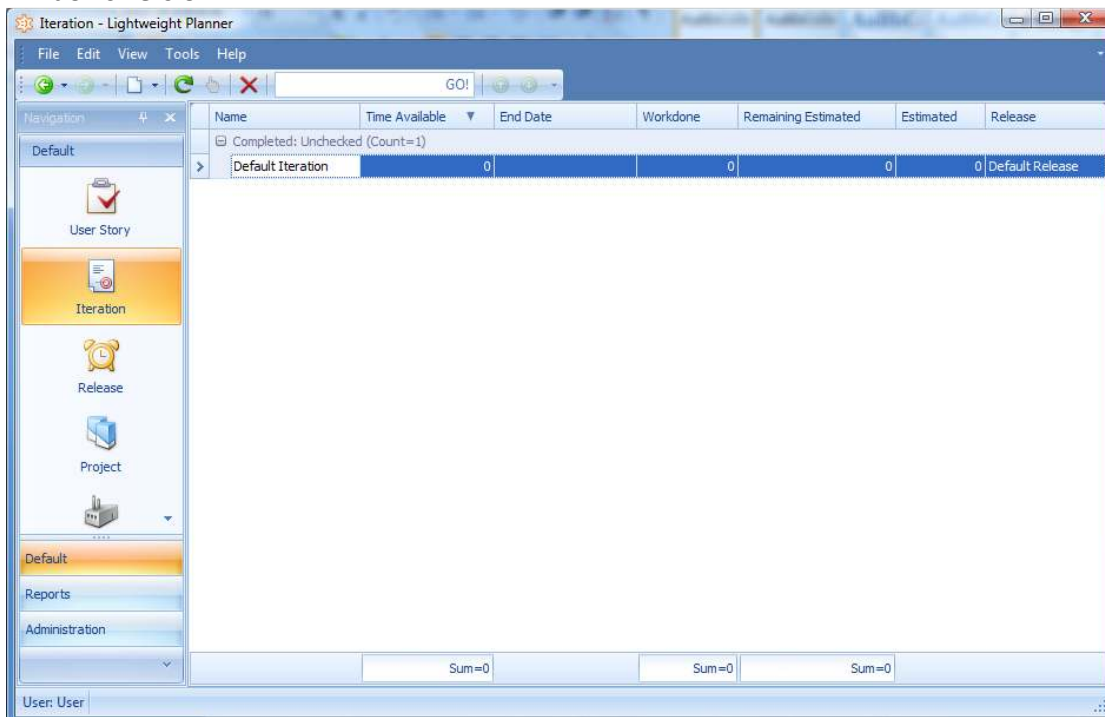 Iteration - Lightweight Planner
File Edit View Tools Help
GO!
Navigation
Default
User Story
Iteration
Release
Project
Default
Reports
Administration
Name Time Available End Date Workdone Remaining Estimated Estimated Release
Completed: Unchecked (Count=1)
Default Iteration 0 0 0 0 Default Release
Sum=0 Sum=0 Sum=0
User: User